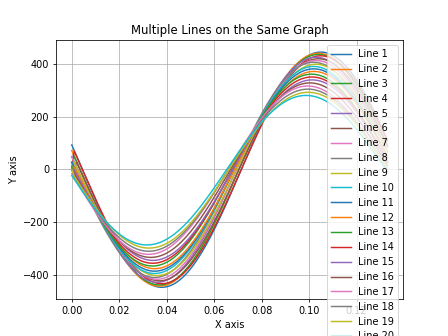 Multiple Lines on the Same Graph
Y axis
400
200
0
−200
−400
0.00
0.02
0.04
0.06
0.08
0.10
X axis
Line 1
Line 2
Line 3
Line 4
Line 5
Line 6
Line 7
Line 8
Line 9
Line 10
Line 11
Line 12
Line 13
Line 14
Line 15
Line 16
Line 17
Line 18
Line 19
Line 20